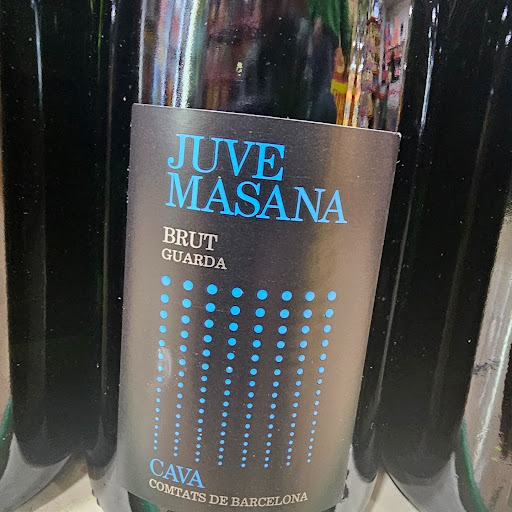 JUVE
MASANA
BRUT
GUARDA
CAVA
COMTATS DE BARCELONA